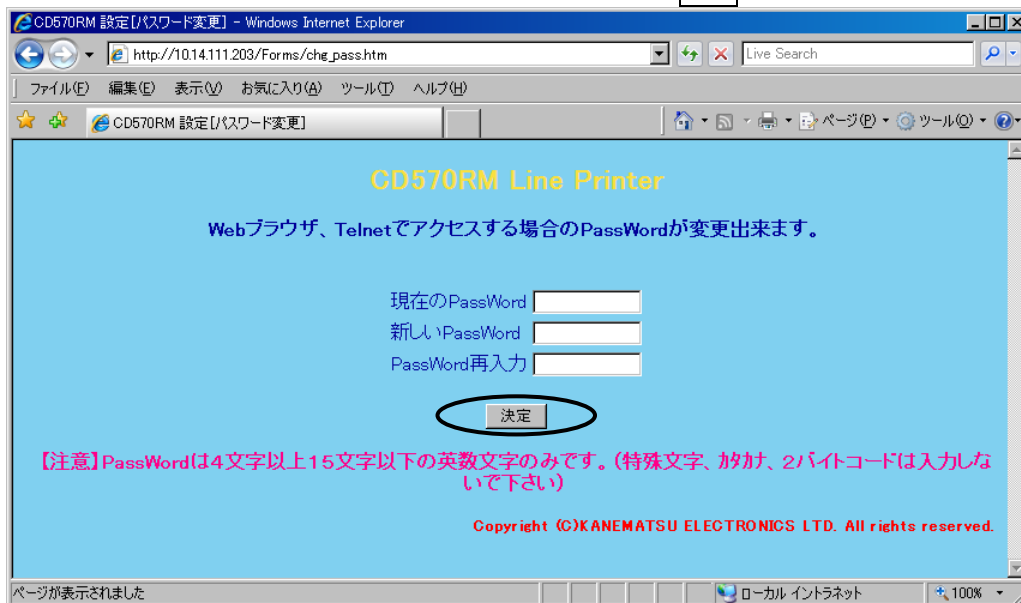 CD570RM 設定[パスワード変更] - Windows Internet Explorer
http://10.14.111.203/Forms/chg_pass.htm
Live Search
ファイル(F) 編集(E) 表示(V) お気に入り(A) ツール(T) ヘルプ(H)
CD570RM 設定[パスワード変更]
ページ(P) ツール(O)
CD570RM Line Printer
Webブラウザ、Telnetでアクセスする場合のPassWordが変更出来ます。
現在のPassWord
新しいPassWord
PassWord再入力
決定
【注意】PassWordは4文字以上15文字以下の英数文字のみです。(特殊文字、カタカナ、2バイトコードは入力しな
いで下さい)
Copyright (C)KANEMATSU ELECTRONICS LTD. All rights reserved.
ページが表示されました
ローカル イントラネット
100%